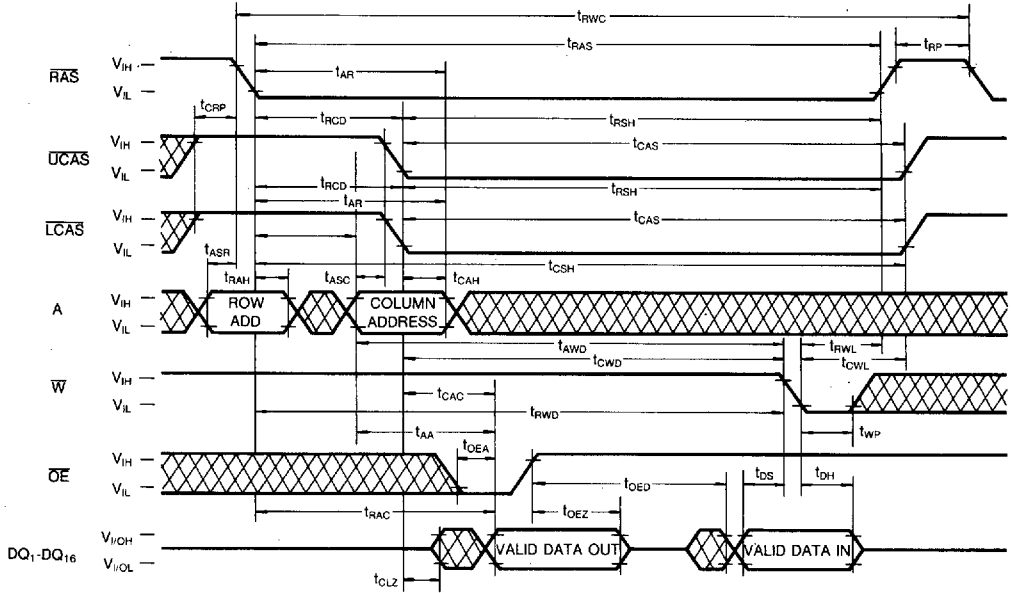 tRWC
tRAS
tRP
RAS
VIH
VIL
tAR
tCRP
tRCD
tRSH
UCAS
VIH
VIL
tCAS
tRCD
tRSH
tAR
LCAS
VIH
VIL
tCAS
tASR
tCSH
tRAH
tASC
tCAH
A
VIH
VIL
ROW
ADD
COLUMN
ADDRESS
tAWD
tRWL
tCWD
tCWL
W
VIH
VIL
tCAC
tRWD
tWP
tAA
tOEA
OE
VIH
VIL
tOED
tDS
tDH
tRAC
tOEZ
DQ1-DQ16
VI/OH
VI/OL
VALID DATA OUT
VALID DATA IN
tCLZ